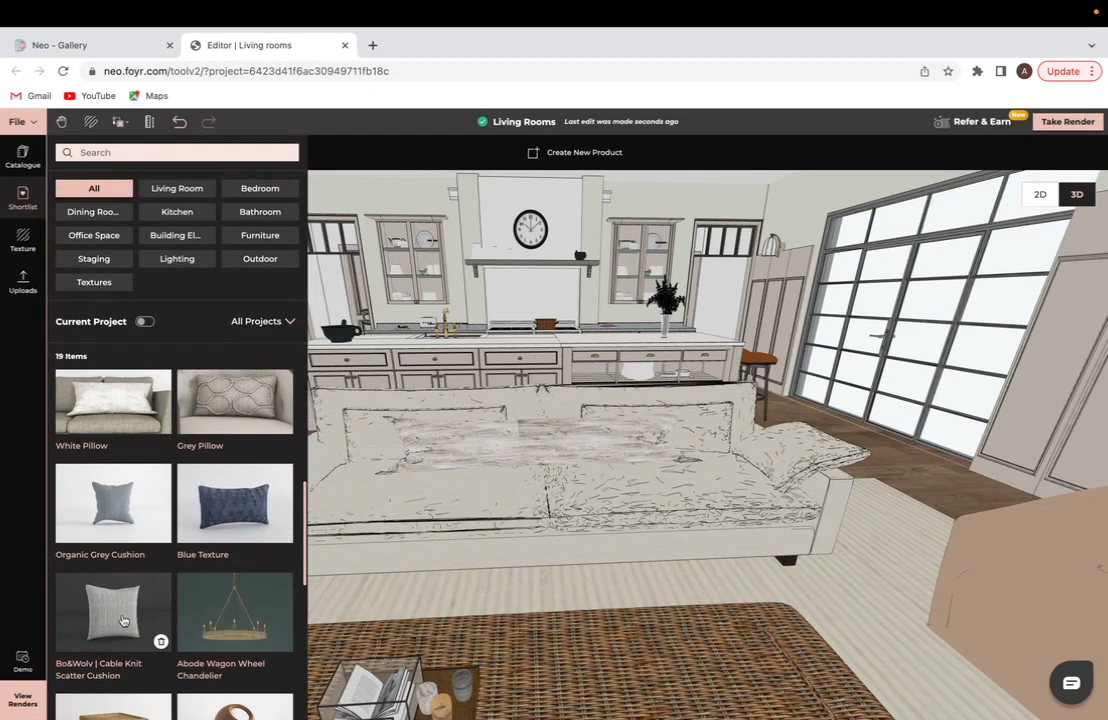 Neo - Gallery
Editor | Living rooms
neo.foyr.com/toolv2/?project=6423d41f6ac30949711fb18c
A
Update
Gmail
YouTube
Maps
File
Living Rooms
Last edit was made seconds ago
Refer & Earn
New
Take Render
Catalogue
Shortlist
Texture
Uploads
Demo
View Renders
Search
Create New Product
2D
3D
All
Living Room
Bedroom
Dining Roo...
Kitchen
Bathroom
Office Space
Building El...
Furniture
Staging
Lighting
Outdoor
Textures
Current Project
All Projects
19 Items
White Pillow
Grey Pillow
Organic Grey Cushion
Blue Texture
Bo&Wolv | Cable Knit
Scatter Cushion
Abode Wagon Wheel
Chandelier